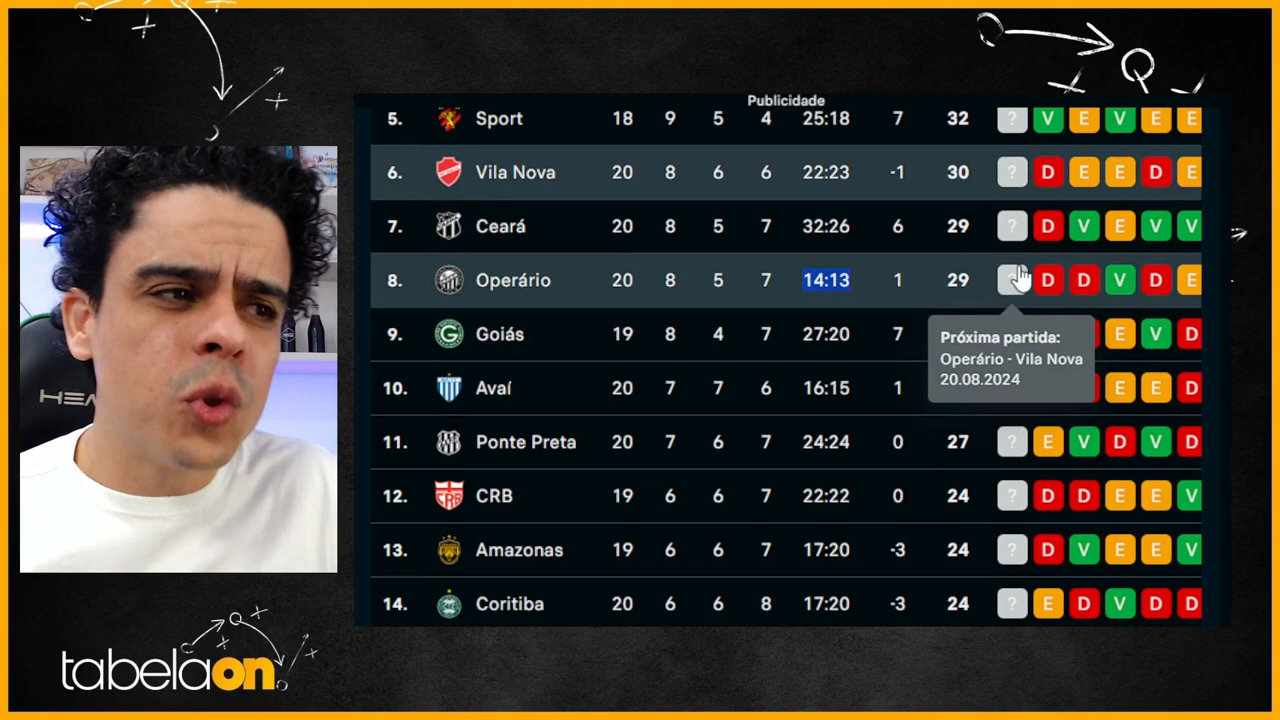 Publicidade
5. Sport 18 9 5 4 25:18 7 32 ? V E V E E
6. Vila Nova 20 8 6 6 22:23 -1 30 ? D E E D E
7. Ceará 20 8 5 7 32:26 6 29 ? D V E V V
8. Operário 20 8 5 7 14:13 1 29 D D V D E
9. Goiás 19 8 4 7 27:20 7 E V D
Próxima partida:
Operário - Vila Nova
20.08.2024
10. Avaí 20 7 7 6 16:15 1 E E D
11. Ponte Preta 20 7 6 7 24:24 0 27 ? E V D V D
12. CRB 19 6 6 7 22:22 0 24 ? D D E E V
13. Amazonas 19 6 6 7 17:20 -3 24 ? D V E E V
14. Coritiba 20 6 6 8 17:20 -3 24 ? E D V D D
tabelaon